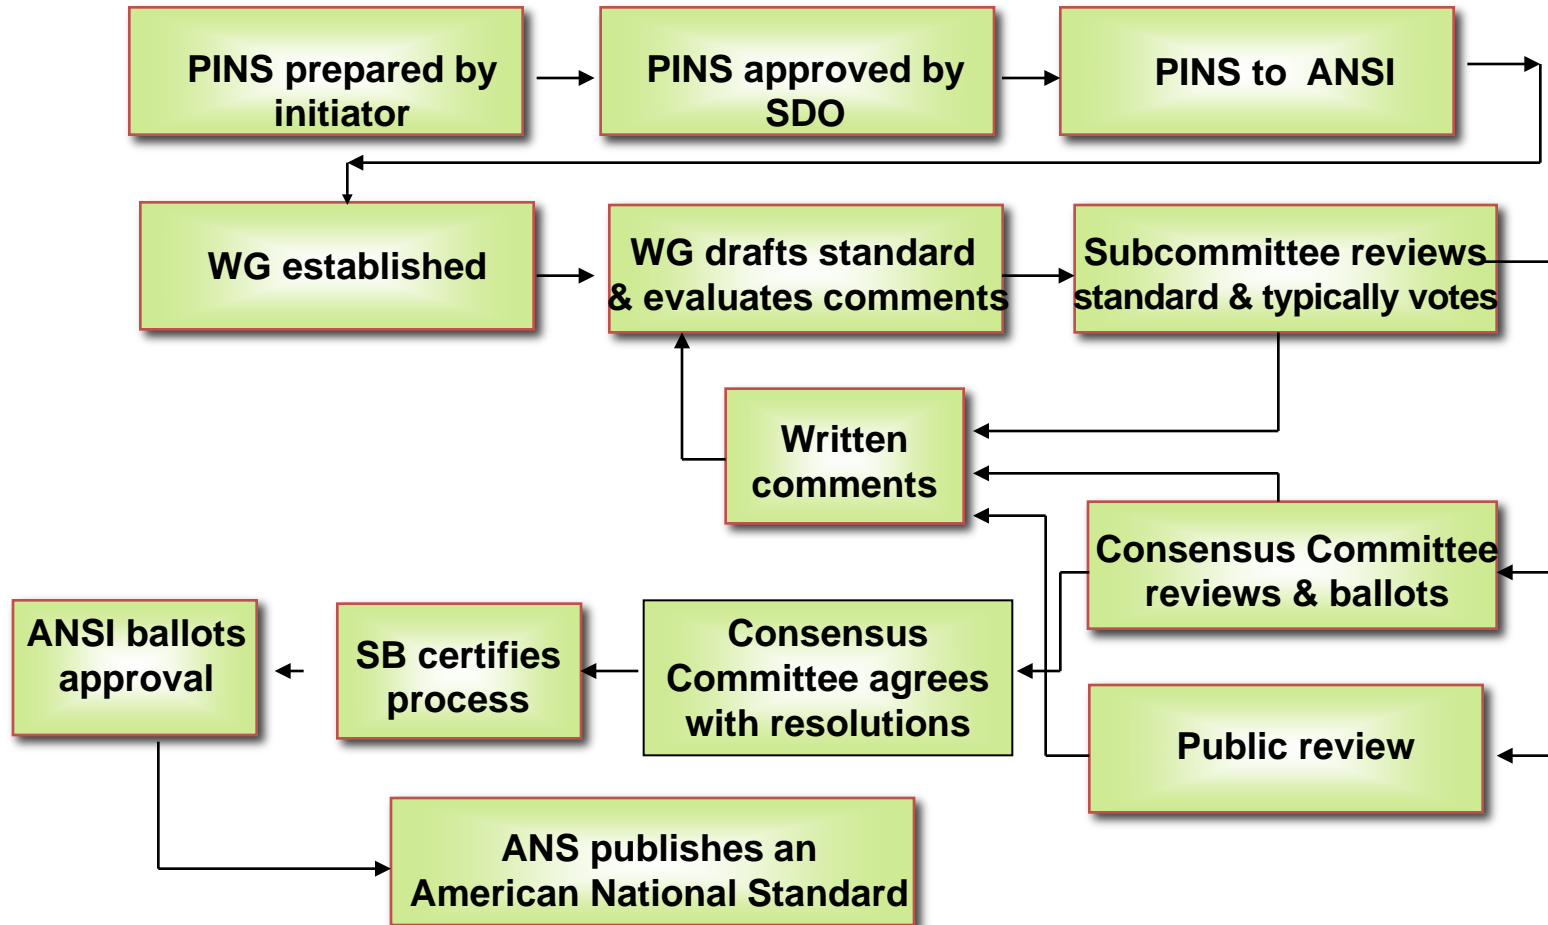 PINS prepared by
initiator
PINS approved by
SDO
PINS to ANSI
WG established
WG drafts standard
& evaluates comments
Subcommittee reviews
standard & typically votes
Written
comments
Consensus Committee
reviews & ballots
ANSI ballots
approval
SB certifies
process
Consensus
Committee agrees
with resolutions
Public review
ANS publishes an
American National Standard